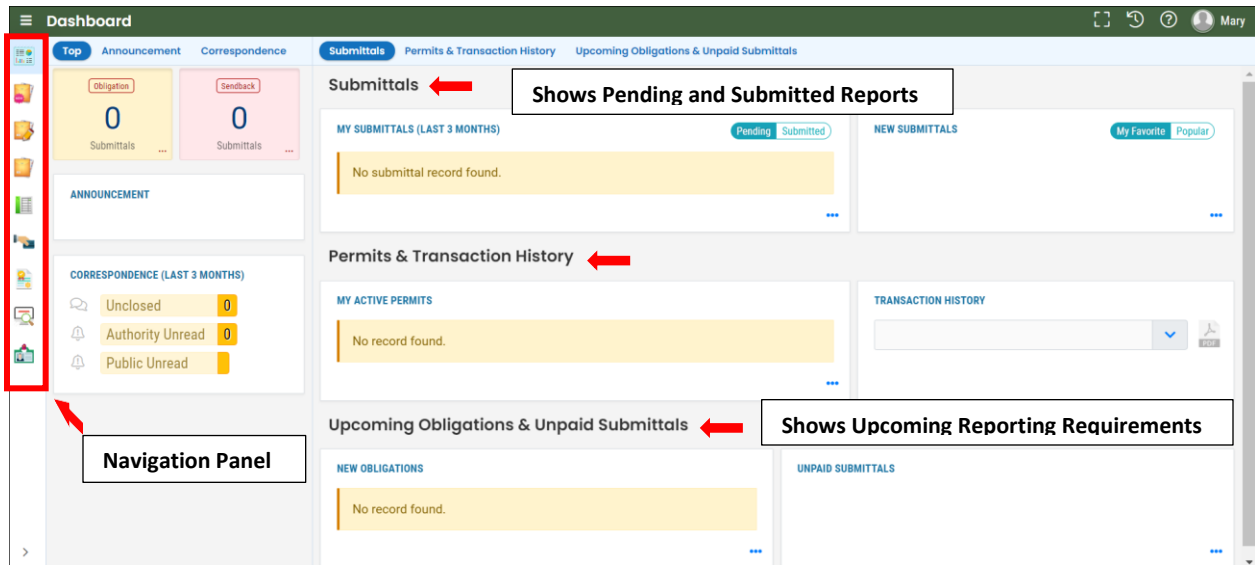 Dashboard
Mary
Top Announcement Correspondence
Submittals Permits & Transaction History Upcoming Obligations & Unpaid Submittals
Obligation
0
Submittals
...
Sendback
0
Submittals
...
ANNOUNCEMENT
CORRESPONDENCE (LAST 3 MONTHS)
Unclosed 0
Authority Unread 0
Public Unread
Navigation Panel
Submittals
Shows Pending and Submitted Reports
MY SUBMITTALS (LAST 3 MONTHS) Pending Submitted
No submittal record found.
NEW SUBMITTALS My Favorite Popular
Permits & Transaction History
MY ACTIVE PERMITS
No record found.
TRANSACTION HISTORY
PDF
Upcoming Obligations & Unpaid Submittals
Shows Upcoming Reporting Requirements
NEW OBLIGATIONS
No record found.
UNPAID SUBMITTALS